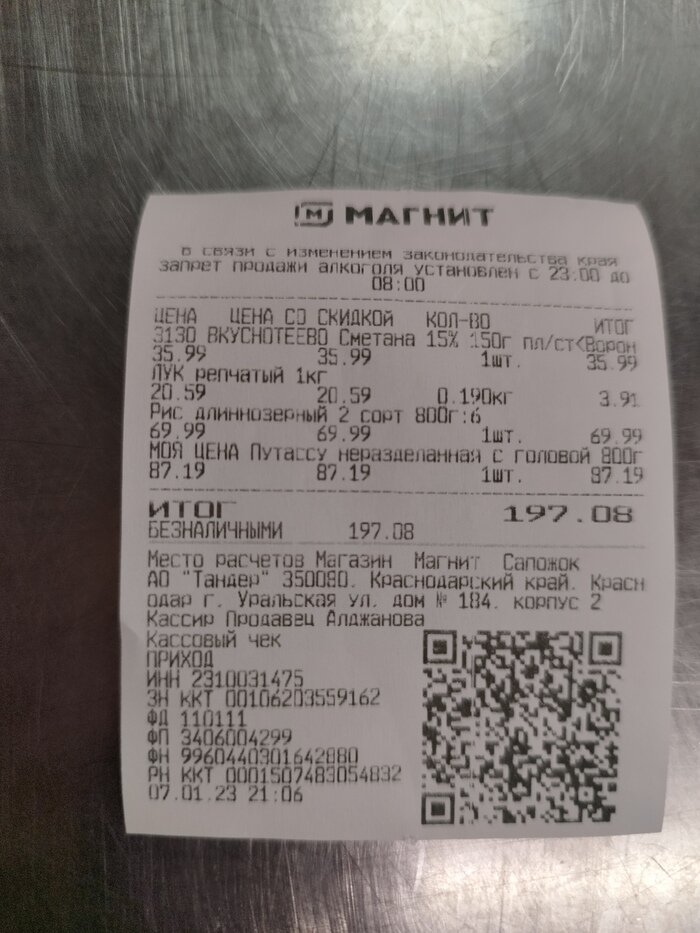 М МАГНИТ
В связи с изменением законодательства края
запрет продажи алкоголя установлен с 23:00 до
08:00
ЦЕНА ЦЕНА СО СКИДКОЙ КОЛ-ВО ИТОГ
3130 ВКУСНОТЕЕВО Сметана 15% 150г пл/ст<Ворон
35.99 35.99 1шт. 35.99
ЛУК репчатый 1кг
20.59 20.59 0.190кг 3.91
Рис длиннозерный 2 сорт 800г:6
69.99 69.99 1шт. 69.99
МОЯ ЦЕНА Путассу неразделанная с головой 800г
87.19 87.19 1шт. 87.19
ИТОГ 197.08
БЕЗНАЛИЧНЫМИ 197.08
Место расчетов Магазин Магнит Сапожок
АО "Тандер" 350080. Краснодарский край. Красн
одар г. Уральская ул. дом № 184. корпус 2
Кассир Продавец Алджанова
Кассовый чек
ПРИХОД
ИНН 2310031475
ЗН ККТ 00106203559162
ФД 110111
ФП 3406004299
ФН 9960440301642880
РН ККТ 0001507483054832
07.01.23 21:06